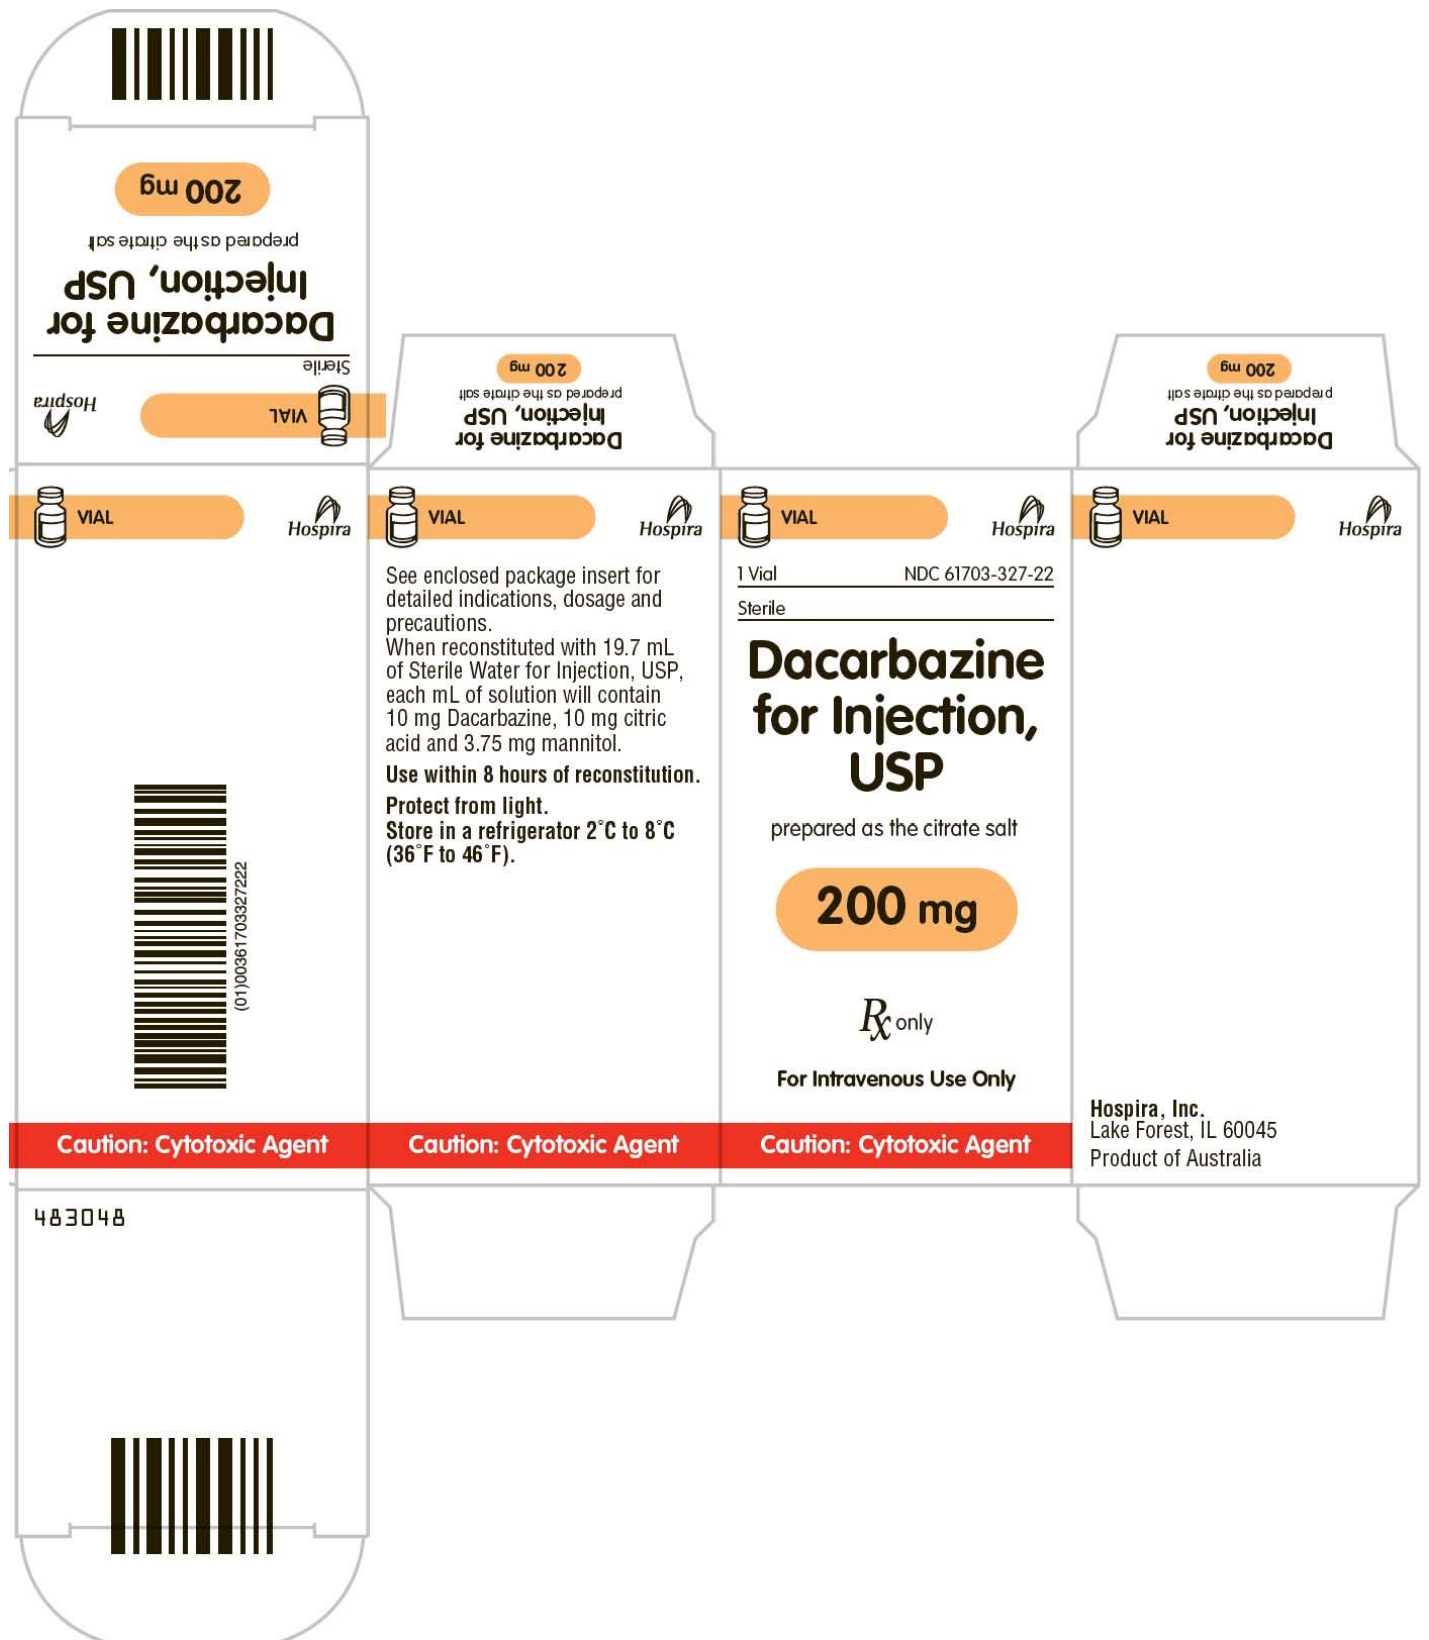 200 mg
prepared as the citrate salt
Dacarbazine for
Injection, USP
Sterile
VIAL
Hospira
200 mg
prepared as the citrate salt
Dacarbazine for
Injection, USP
200 mg
prepared as the citrate salt
Dacarbazine for
Injection, USP
VIAL
Hospira
(01)00361703327222
Caution: Cytotoxic Agent
483048
VIAL
Hospira
See enclosed package insert for
detailed indications, dosage and
precautions.
When reconstituted with 19.7 mL
of Sterile Water for Injection, USP,
each mL of solution will contain
10 mg Dacarbazine, 10 mg citric
acid and 3.75 mg mannitol.
Use within 8 hours of reconstitution.
Protect from light.
Store in a refrigerator 2˚C to 8˚C
(36˚F to 46˚F).
Caution: Cytotoxic Agent
VIAL
Hospira
1 Vial NDC 61703-327-22
Sterile
Dacarbazine
for Injection,
USP
prepared as the citrate salt
200 mg
Rx only
For Intravenous Use Only
Caution: Cytotoxic Agent
VIAL
Hospira
Hospira, Inc.
Lake Forest, IL 60045
Product of Australia